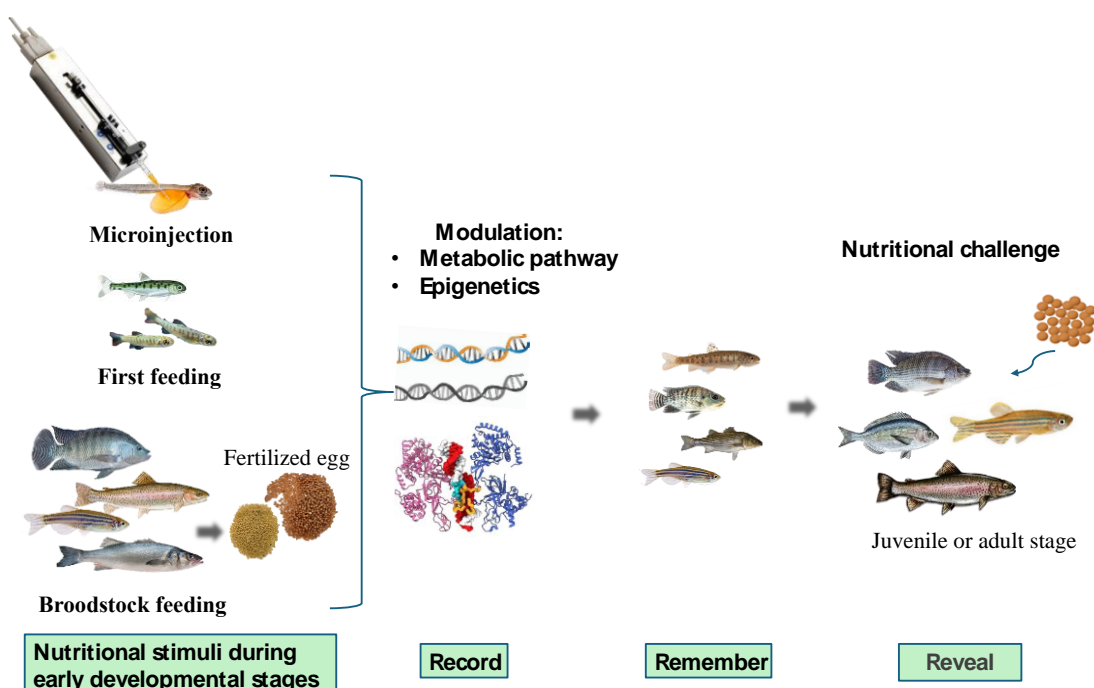 Microinjection
First feeding
Fertilized egg
Broodstock feeding
Nutritional stimuli during
early developmental stages
Modulation:
• Metabolic pathway
• Epigenetics
Record
Remember
Nutritional challenge
Juvenile or adult stage
Reveal